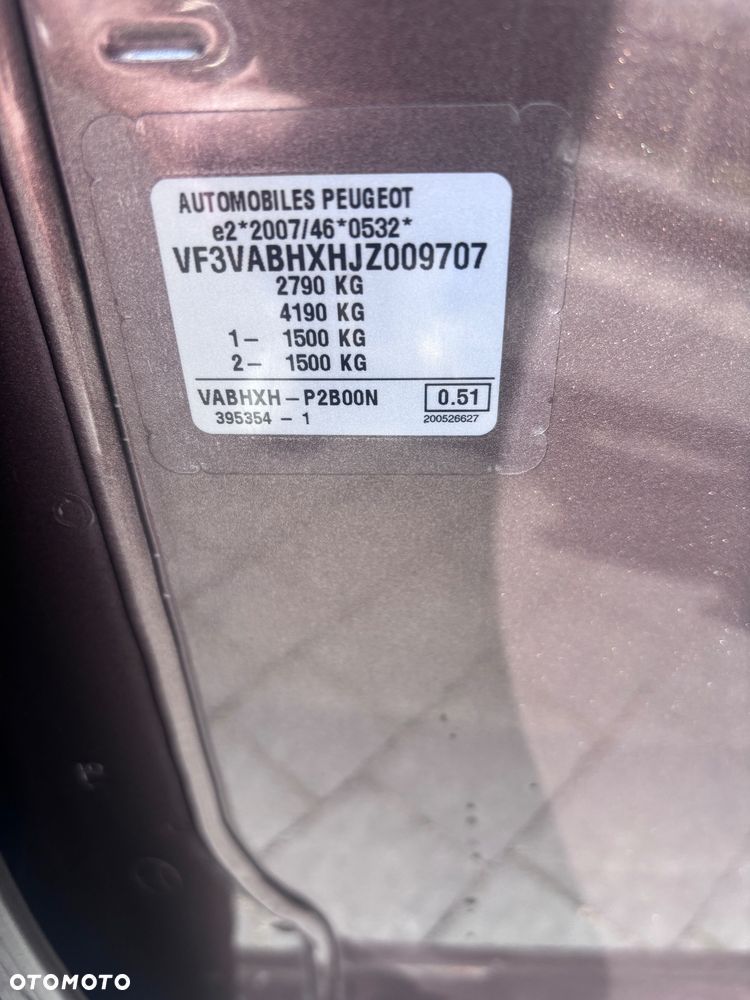 AUTOMOBILES PEUGEOT
e2*2007/46*0532*
VF3VABHXHJZ009707
2790 KG
4190 KG
1- 1500 KG
2- 1500 KG
VABHXH-P2B00N 0.51
395354 - 1 200526627
OTOMOTO